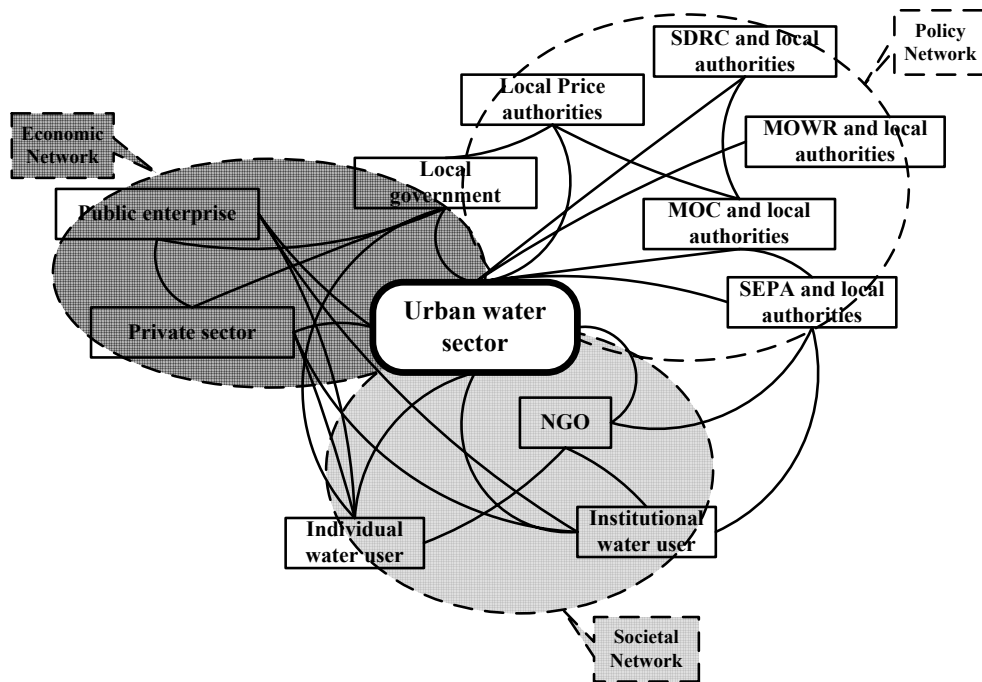 SDRC and local
authorities
Policy
Network
Local Price
authorities
Economic
Network
MOWR and local
authorities
Local
government
Public enterprise
MOC and local
authorities
SEPA and local
authorities
Private sector
Urban water
sector
NGO
Individual
water user
Institutional
water user
Societal
Network